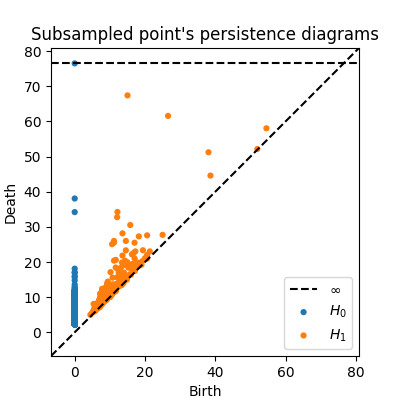 Subsampled point's persistence diagrams
Death
80
70
60
50
40
30
20
10
0
∞
H₀
H₁
0 20 40 60 80
Birth